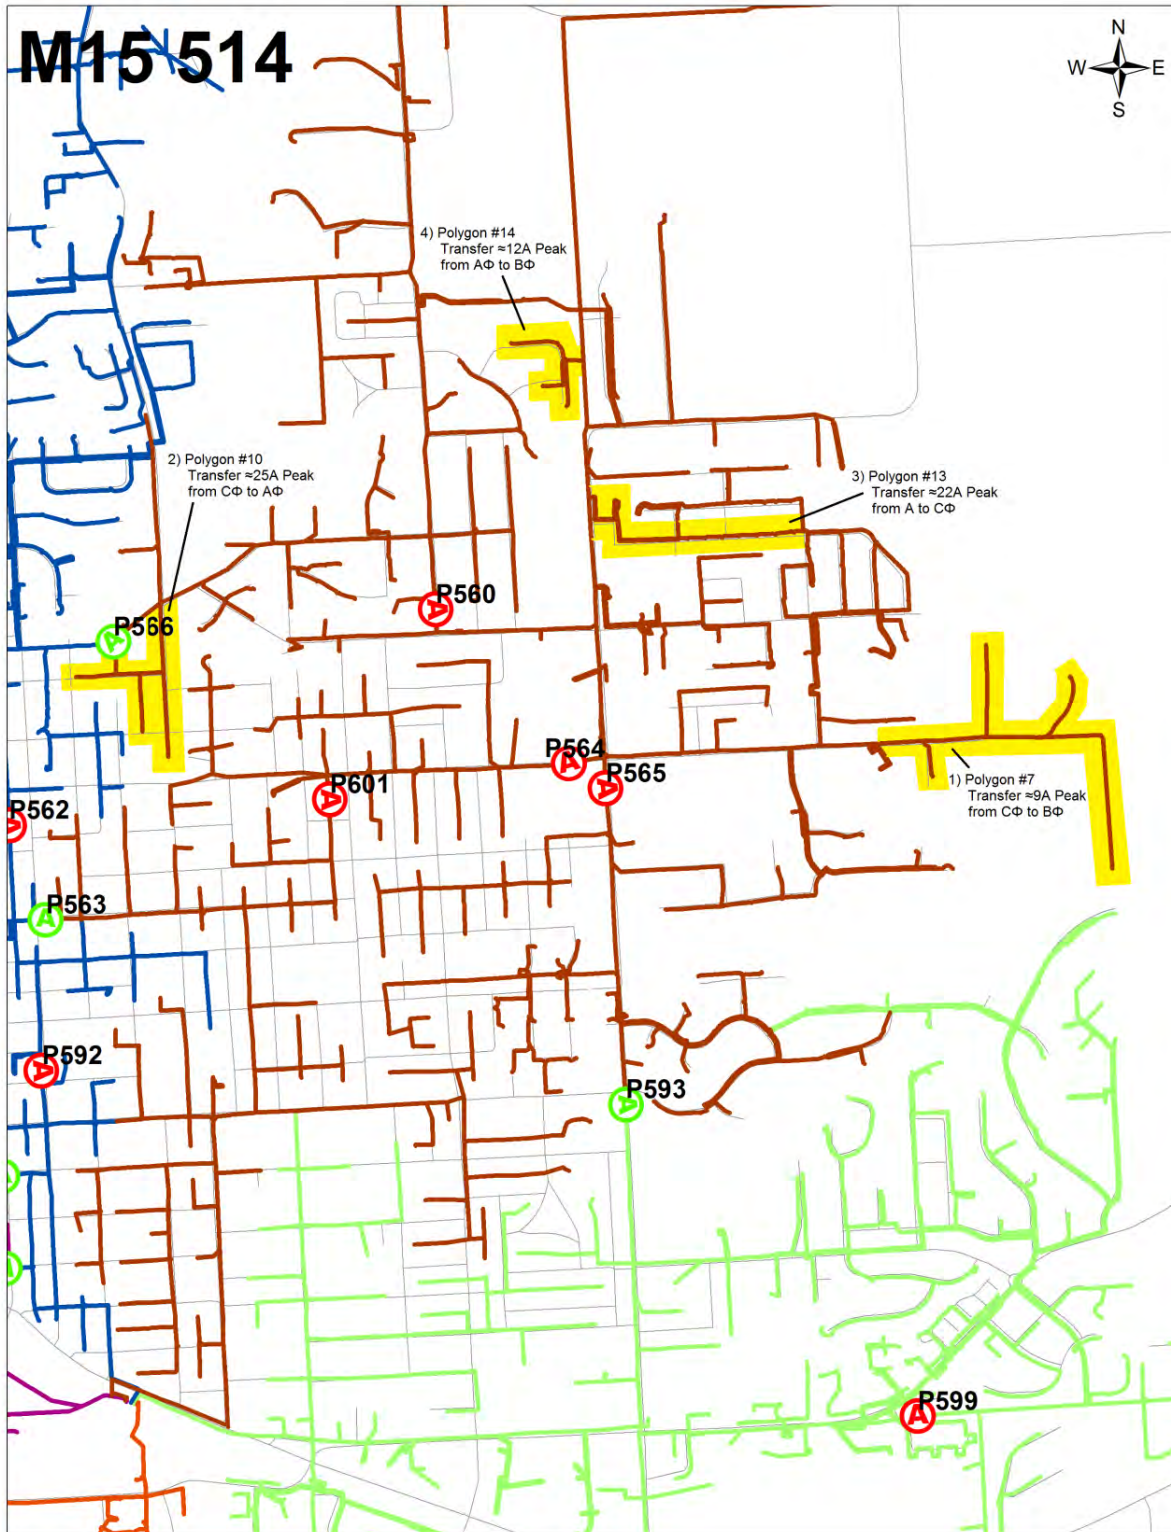 M15 514
N
W E
S
4) Polygon #14
Transfer ≈12A Peak
from AΦ to BΦ
2) Polygon #10
Transfer ≈25A Peak
from CΦ to AΦ
3) Polygon #13
Transfer ≈22A Peak
from A to CΦ
P560
A
P566
A
P564
A
P565
A
1) Polygon #7
Transfer ≈9A Peak
from CΦ to BΦ
P601
A
P562
A
P563
A
P592
A
P593
A
A
A
P599
A